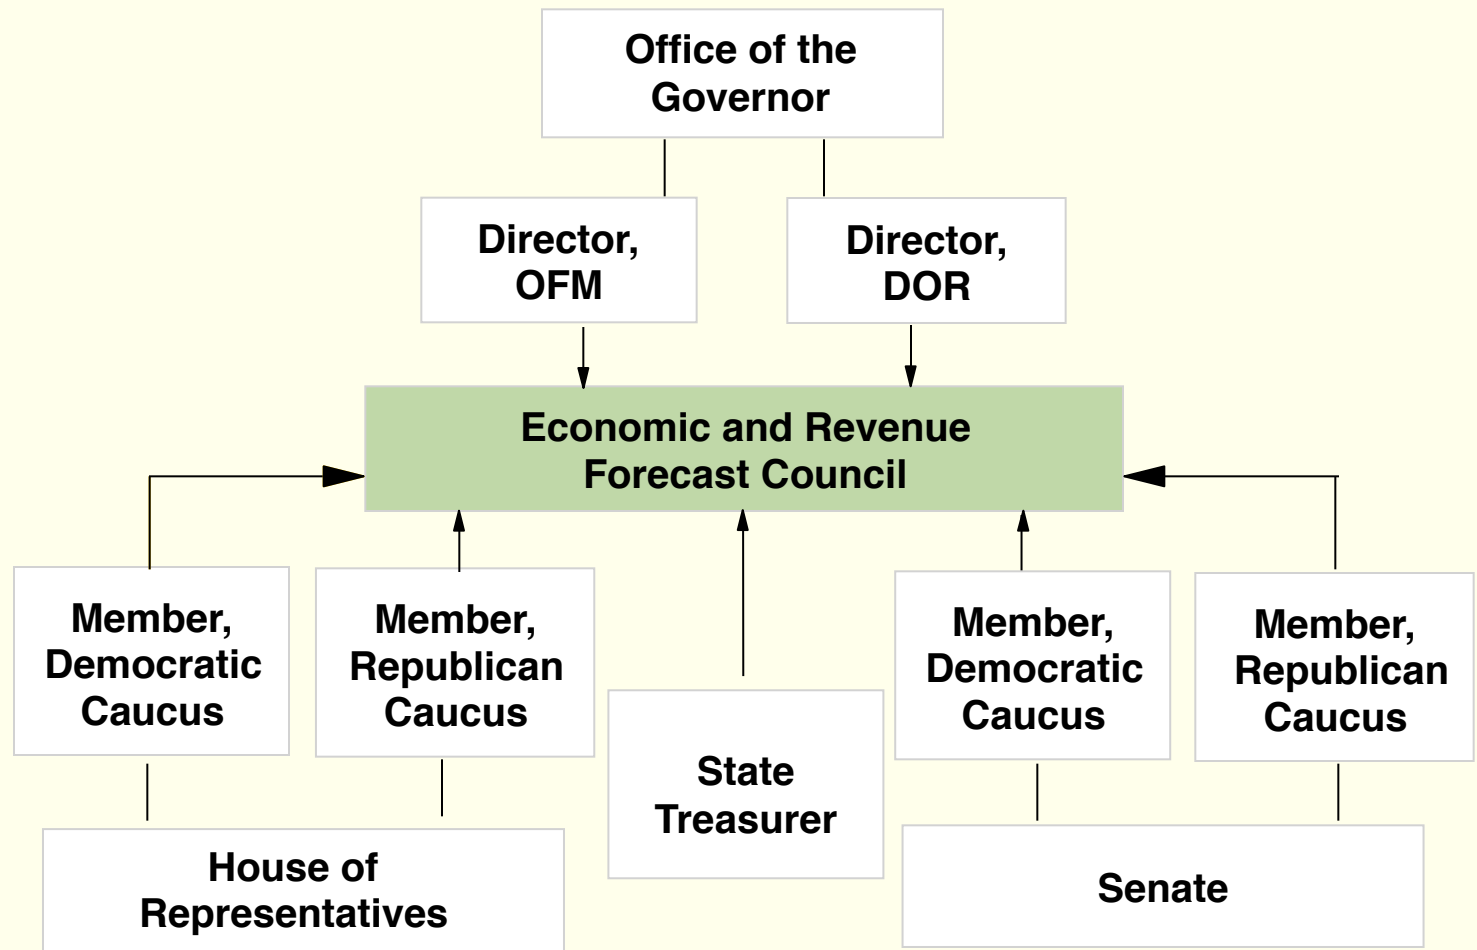 Office of the
Governor
Director,
OFM
Director,
DOR
Economic and Revenue
Forecast Council
Member,
Democratic
Caucus
Member,
Republican
Caucus
State
Treasurer
Member,
Democratic
Caucus
Member,
Republican
Caucus
House of
Representatives
Senate